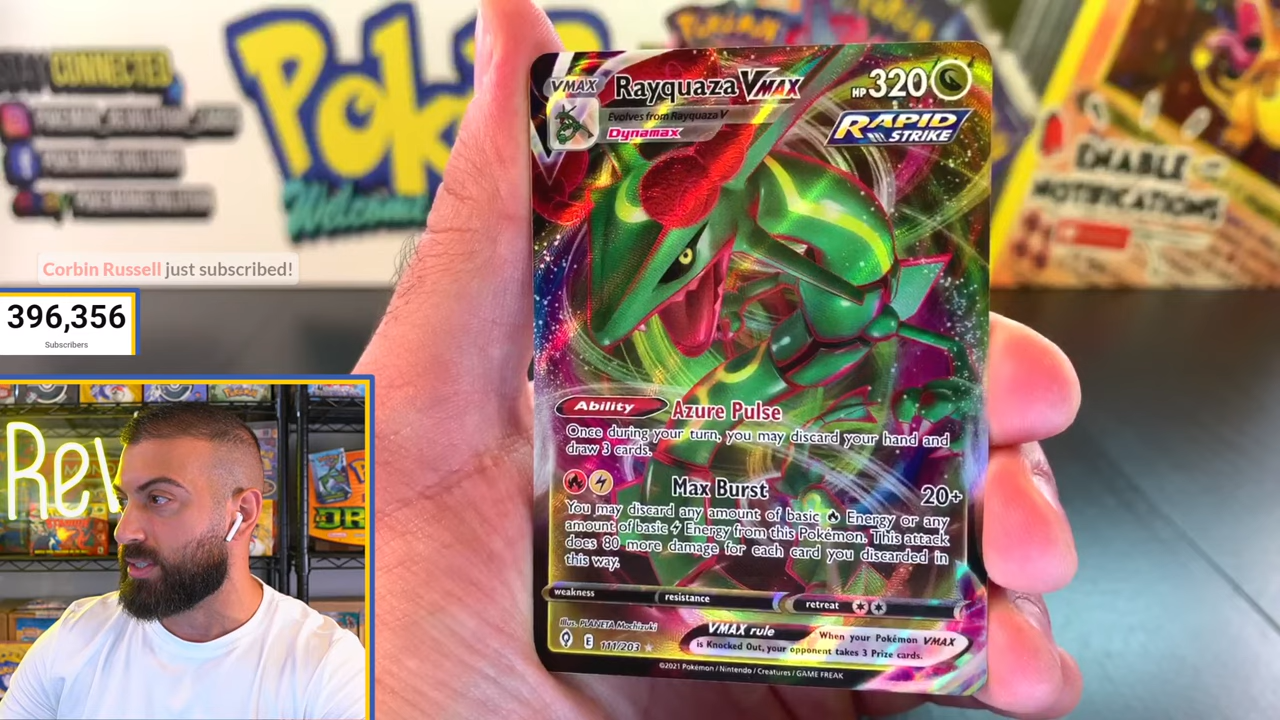 STAY CONNECTED
Poké
Welcome
ENABLE
NOTIFICATIONS
Corbin Russell just subscribed!
396,356
Subscribers
Rev
VMAX
Rayquaza VMAX
HP 320
Evolves from Rayquaza V
Dynamax
RAPID
STRIKE
Ability Azure Pulse
Once during your turn, you may discard your hand and
draw 3 cards.
Max Burst 20+
You may discard any amount of basic Energy or any
amount of basic Energy from this Pokémon. This attack
does 80 more damage for each card you discarded in
this way.
weakness resistance retreat
Illus. PLANETA Mochizuki
E 111/203
VMAX rule When your Pokémon VMAX
is Knocked Out, your opponent takes 3 Prize cards.
©2021 Pokémon / Nintendo / Creatures / GAME FREAK